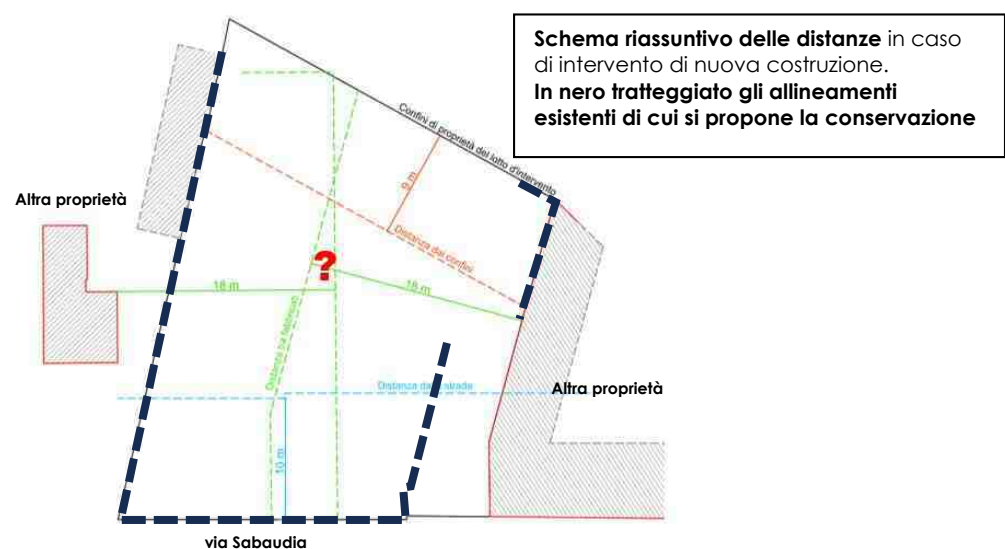 Schema riassuntivo delle distanze in caso
di intervento di nuova costruzione.
In nero tratteggiato gli allineamenti
esistenti di cui si propone la conservazione
Confini di proprietà del lotto d'intervento
9 m
Altra proprietà
Distanza dai confini
?
18 m
18 m
Distanza tra fabbricati
Distanza dalle strade
Altra proprietà
10 m
via Sabaudia